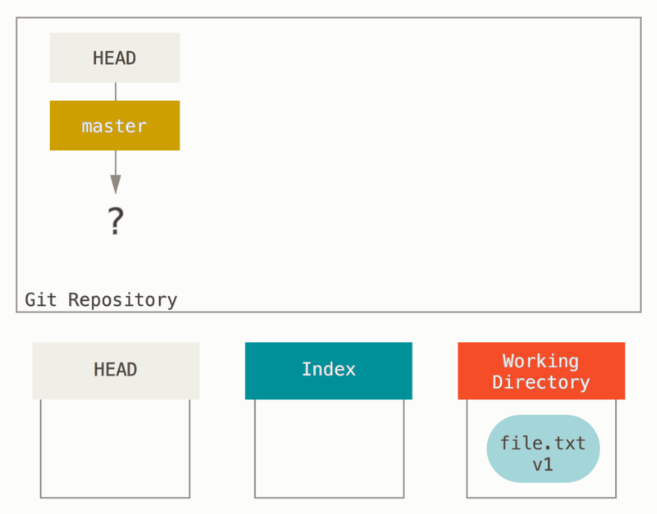 HEAD
master
?
Git Repository
HEAD
Index
Working
Directory
file.txt
v1